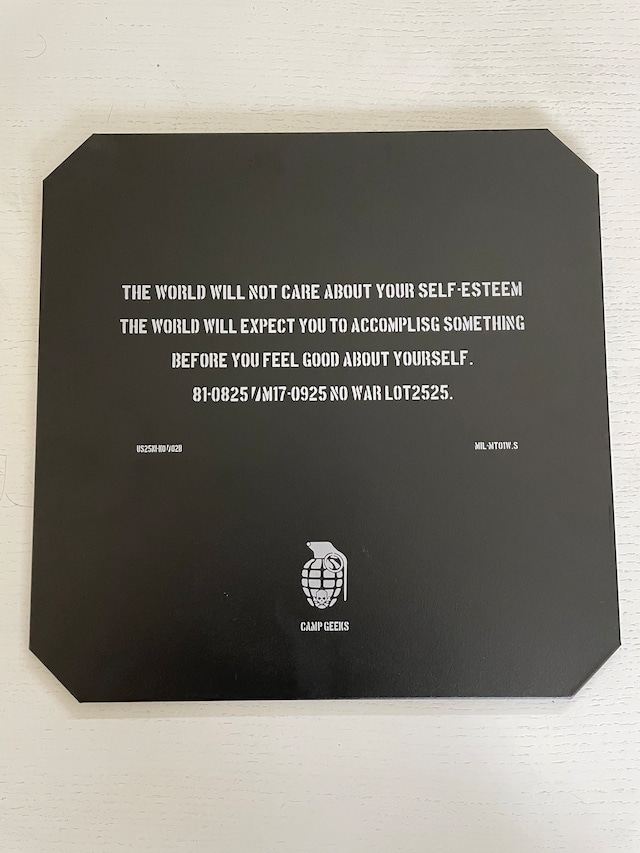 THE WORLD WILL NOT CARE ABOUT YOUR SELF-ESTEEM
THE WORLD WILL EXPECT YOU TO ACCOMPLISG SOMETHING
BEFORE YOU FEEL GOOD ABOUT YOURSELF.
81-0825 //M17-0925 NO WAR LOT2525.
MIL-MT01W.S
CAMP GEEKS